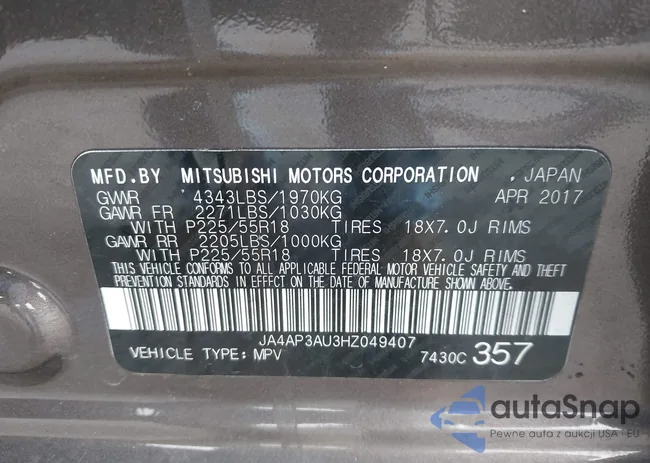 MFD.BY MITSUBISHI MOTORS CORPORATION , JAPAN
GVWR 4343LBS/1970KG APR 2017
GAWR FR 2271LBS/1030KG
WITH P225/55R18 TIRES 18X7.0J RIMS
GAWR RR 2205LBS/1000KG
WITH P225/55R18 TIRES 18X7.0J RIMS
THIS VEHICLE CONFORMS TO ALL APPLICABLE FEDERAL MOTOR VEHICLE SAFETY AND THEFT
PREVENTION STANDARDS IN EFFECT ON THE DATE OF MANUFACTURE SHOWN ABOVE.
JA4AP3AU3HZ049407
VEHICLE TYPE: MPV 7430C 357
autoSnap
Pewne auta z aukcji USA i EU